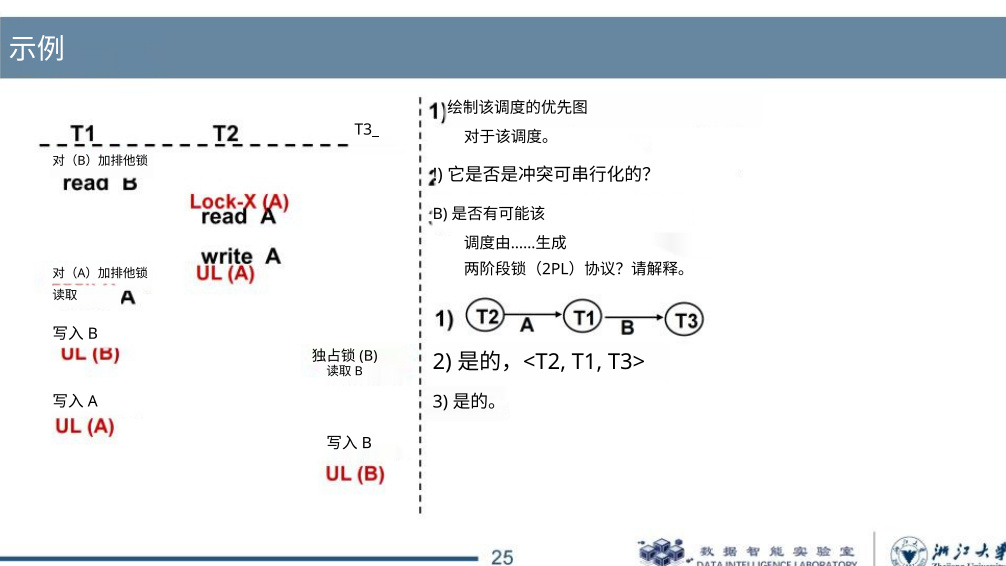 示例
T1 T2 T3_
对（B）加排他锁
read B
Lock-X (A)
read A
write A
UL (A)
对（A）加排他锁
读取 A
写入 B
UL (B)
独占锁 (B)
读取 B
写入 A
UL (A)
写入 B
UL (B)
1)绘制该调度的优先图
对于该调度。
) 它是否是冲突可串行化的？
B) 是否有可能该
调度由……生成
两阶段锁（2PL）协议？请解释。
1) T2 A T1 B T3
2) 是的，<T2, T1, T3>
3) 是的。
25
数据智能实验室
DATA INTELLIGENCE LABORATORY
浙江大学
Zhejiang University